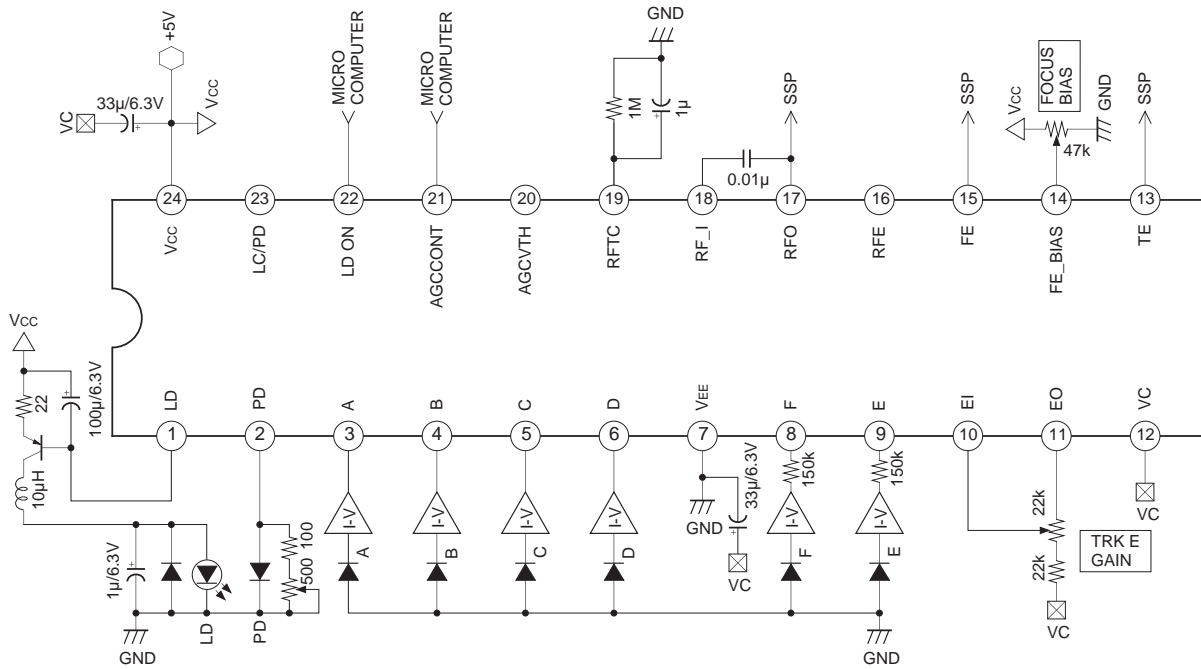 +5V
33µ/6.3V
VC
VCC
MICRO
COMPUTER
MICRO
COMPUTER
GND
1M
1µ
SSP
0.01µ
SSP
VCC
FOCUS
BIAS
GND
47k
SSP
24
23
22
21
20
19
18
17
16
15
14
13
VCC
LC/PD
LD ON
AGCCONT
AGCVTH
RFTC
RF_I
RFO
RFE
FE
FE_BIAS
TE
VCC
22
100µ/6.3V
10µH
LD
PD
A
B
C
D
VEE
F
E
EI
EO
VC
1
2
3
4
5
6
7
8
9
10
11
12
I-V
I-V
I-V
I-V
GND
33µ/6.3V
VC
150k
I-V
150k
I-V
22k
22k
TRK E
GAIN
VC
VC
1µ/6.3V
100
500
A
B
C
D
F
E
GND
LD
PD
GND